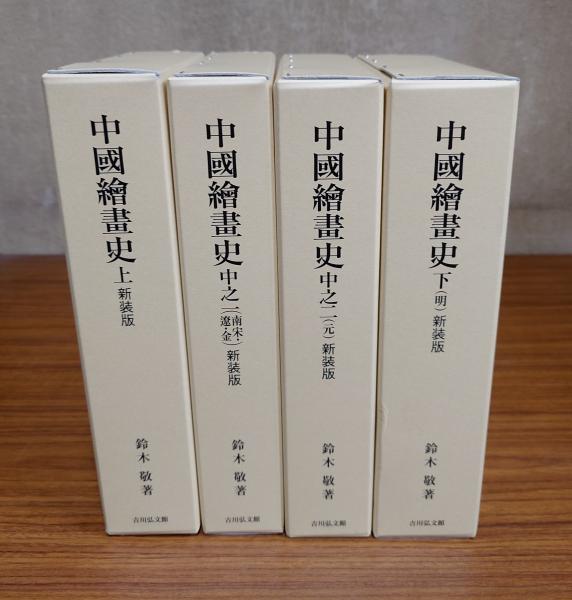 中國繪畫史 上 新装版
鈴木 敬 著
吉川弘文館
中國繪畫史 中之一(南宋・遼・金) 新装版
鈴木 敬 著
吉川弘文館
中國繪畫史 中之二(元) 新装版
鈴木 敬 著
吉川弘文館
中國繪畫史 下(明) 新装版
鈴木 敬 著
吉川弘文館